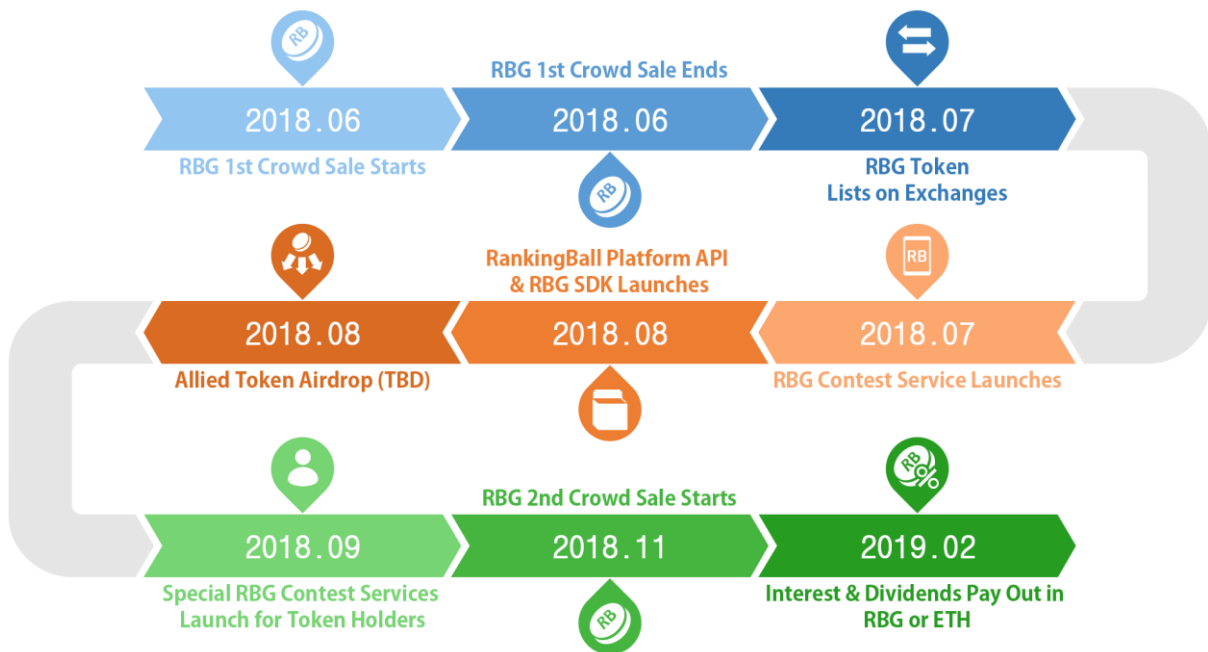 RB
RBG 1st Crowd Sale Ends
2018.06
2018.06
2018.07
RBG 1st Crowd Sale Starts
RB
RBG Token
Lists on Exchanges
RankingBall Platform API
& RBG SDK Launches
RB
2018.08
2018.08
2018.07
Allied Token Airdrop (TBD)
RBG Contest Service Launches
RB
RBG 2nd Crowd Sale Starts
2018.09
2018.11
2019.02
Special RBG Contest Services
Launch for Token Holders
RB
Interest & Dividends Pay Out in
RBG or ETH